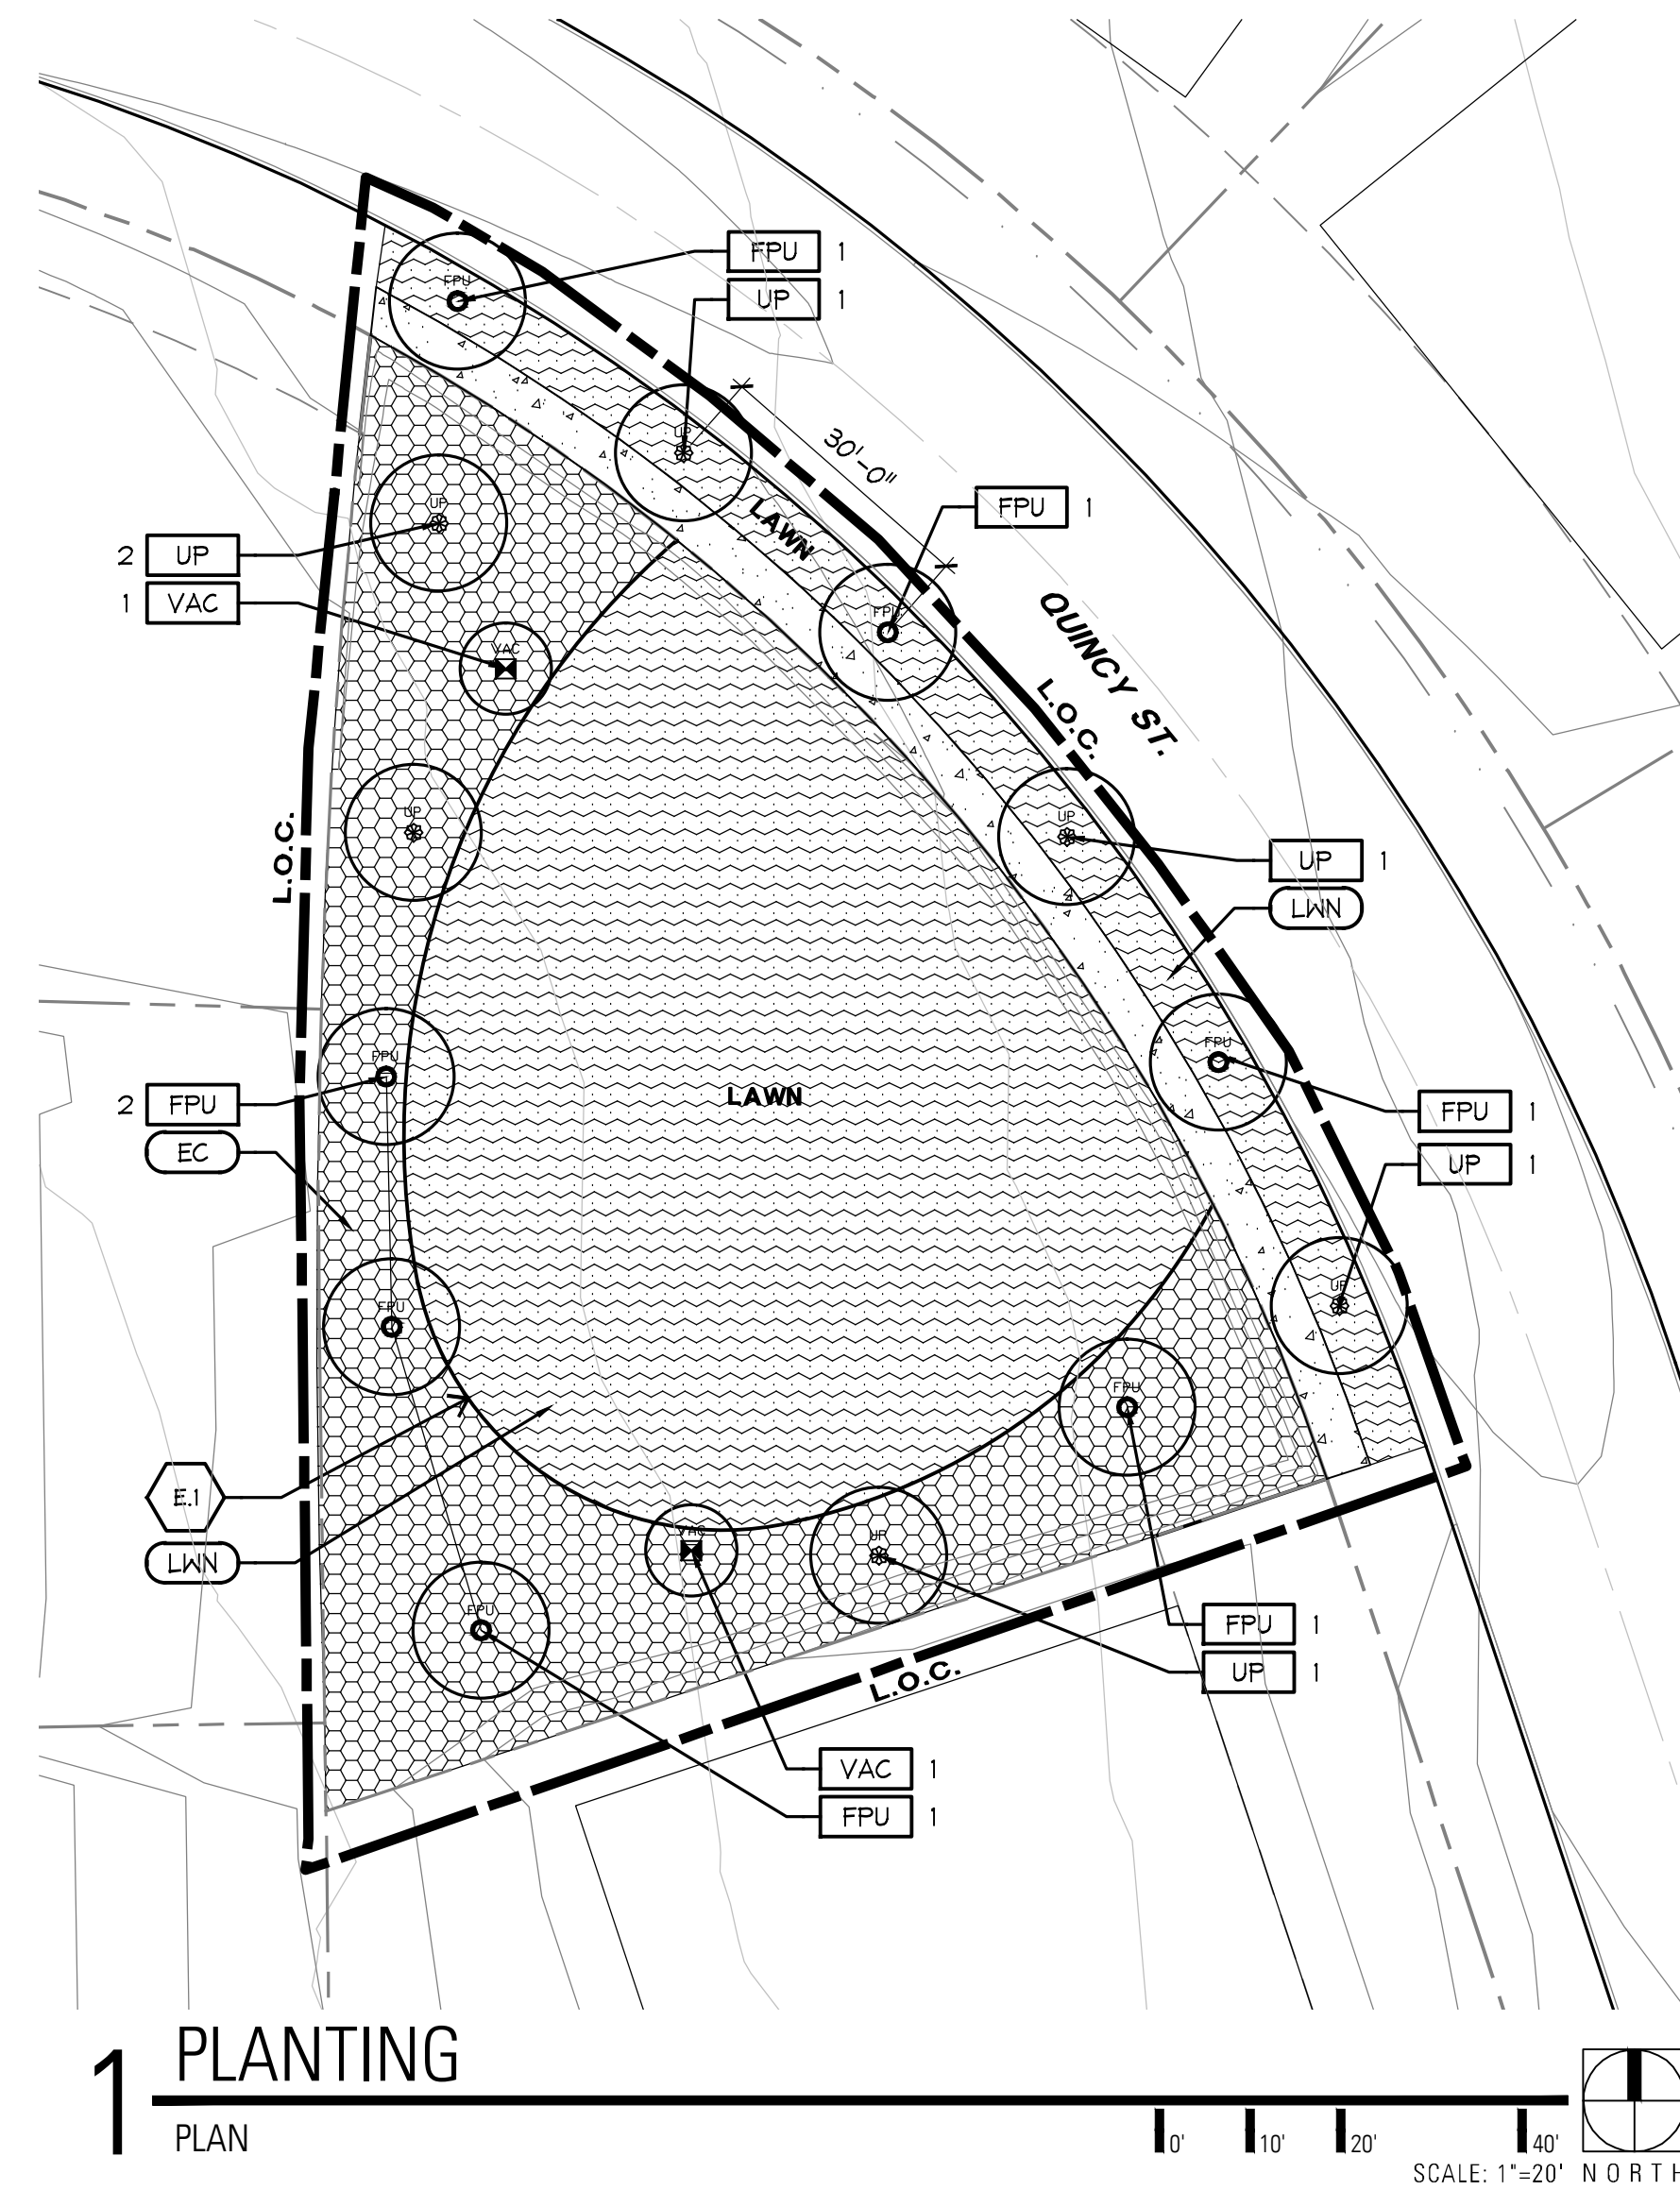 FPU
FPU 1
UP 1
UP
30'-0"
LAWN
FPU 1
UP
2 UP
1 VAC
VAC
FPU
QUINCY ST.
L.O.C.
L.O.C.
UP
UP
UP 1
LWN
FPU
FPU
LAWN
2 FPU
EC
FPU 1
UP 1
FPU
UP
FPU
E.1
LWN
VAC
UP
FPU
FPU 1
UP 1
L.O.C.
VAC 1
FPU 1
1 PLANTING
PLAN
0' 10' 20' 40'
SCALE: 1"=20' NORTH